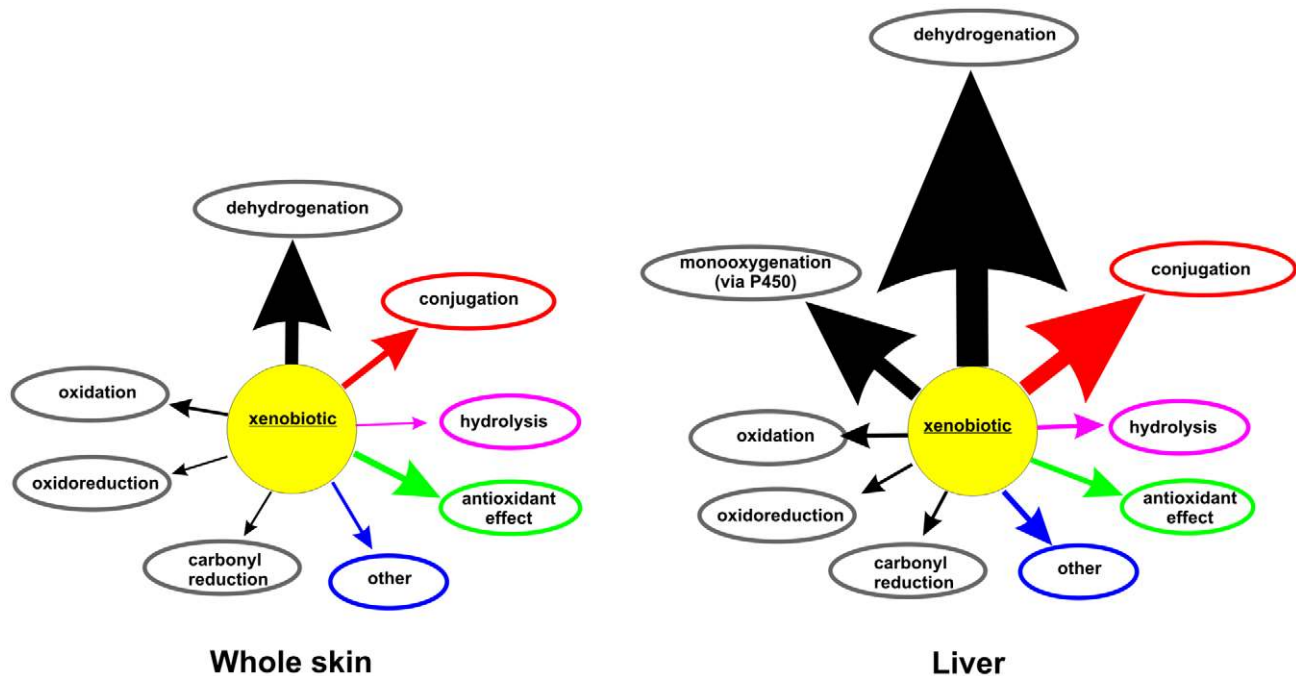 dehydrogenation
conjugation
oxidation
xenobiotic
hydrolysis
oxidoreduction
antioxidant
effect
carbonyl
reduction
other
Whole skin
dehydrogenation
monooxygenation
(via P450)
conjugation
oxidation
xenobiotic
hydrolysis
oxidoreduction
antioxidant
effect
carbonyl
reduction
other
Liver